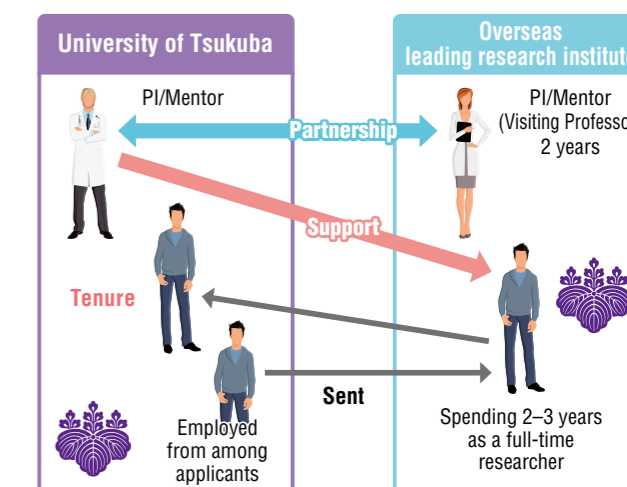 University of Tsukuba
Overseas
leading research institut
PI/Mentor
Partnership
PI/Mentor
(Visiting Profess
2 years
Support
Tenure
Sent
Employed
from among
applicants
Spending 2–3 years
as a full-time
researcher